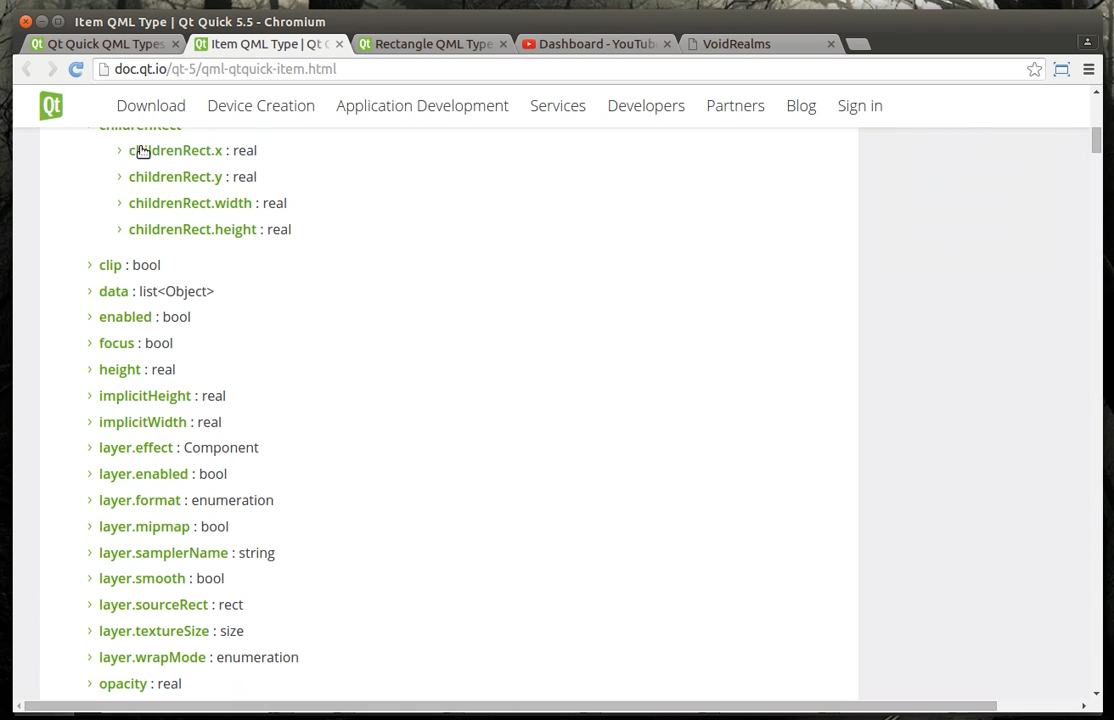 Item QML Type | Qt Quick 5.5 - Chromium
Qt Quick QML Types
Item QML Type | Qt
Rectangle QML Type
Dashboard - YouTub
VoidRealms
doc.qt.io/qt-5/qml-qtquick-item.html
Qt Download Device Creation Application Development Services Developers Partners Blog Sign in
childrenRect
childrenRect.x : real
childrenRect.y : real
childrenRect.width : real
childrenRect.height : real
clip : bool
data : list<Object>
enabled : bool
focus : bool
height : real
implicitHeight : real
implicitWidth : real
layer.effect : Component
layer.enabled : bool
layer.format : enumeration
layer.mipmap : bool
layer.samplerName : string
layer.smooth : bool
layer.sourceRect : rect
layer.textureSize : size
layer.wrapMode : enumeration
opacity : real